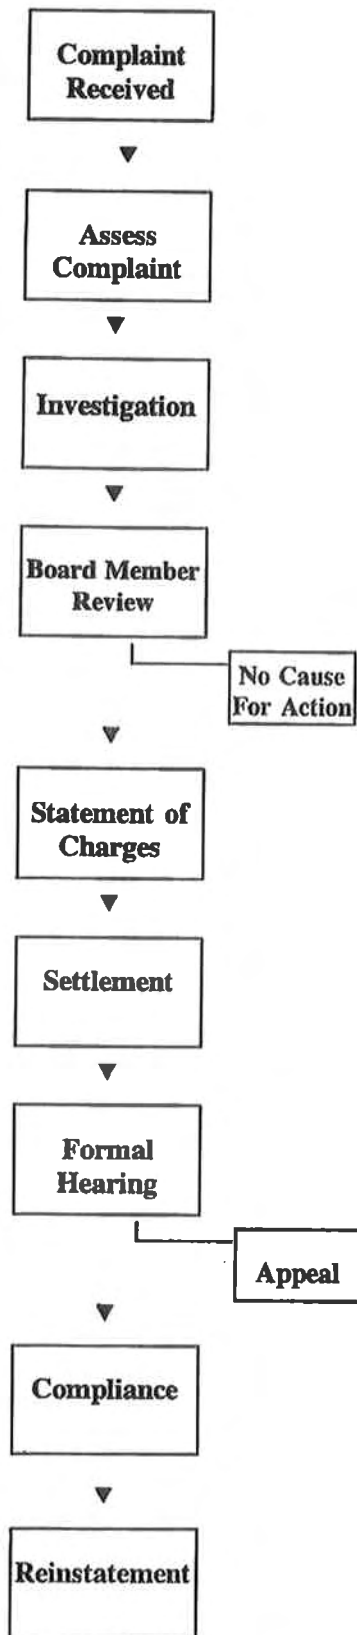 Complaint
Received
Assess
Complaint
Investigation
Board Member
Review
No Cause
For Action
Statement of
Charges
Settlement
Formal
Hearing
Appeal
Compliance
Reinstatement